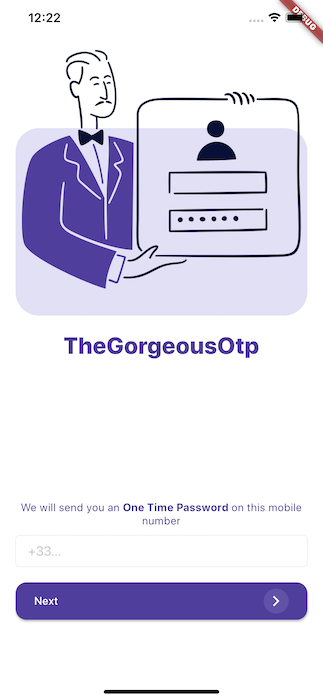 12:22
DEBUG
TheGorgeousOtp
We will send you an One Time Password on this mobile
number
+33...
Next